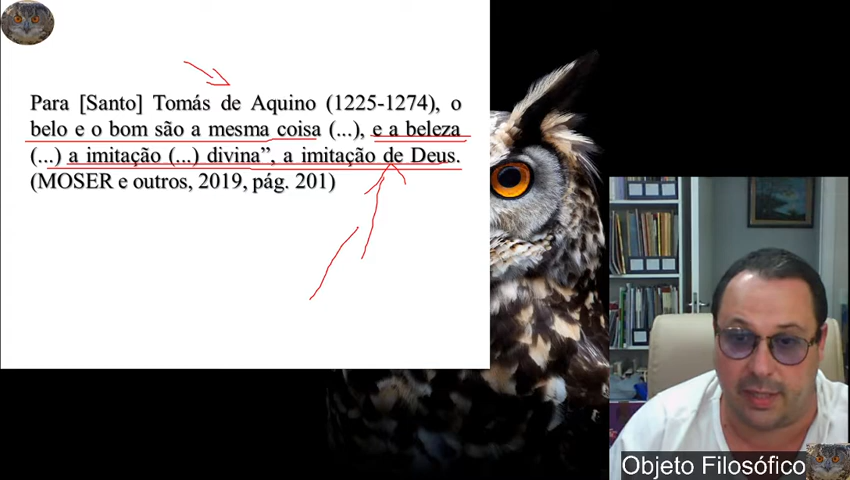 Para [Santo] Tomás de Aquino (1225-1274), o
belo e o bom são a mesma coisa (...), e a beleza
(...) a imitação (...) divina”, a imitação de Deus.
(MOSER e outros, 2019, pág. 201)
Objeto Filosófico